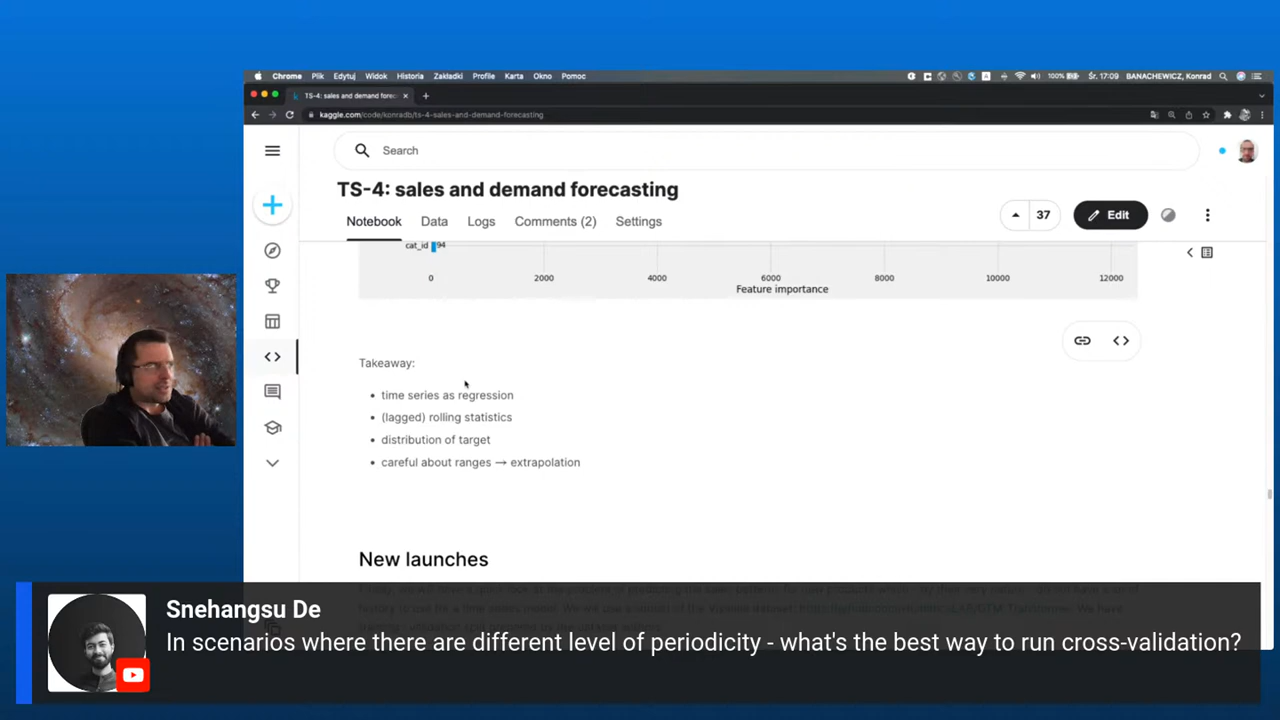 Chrome Plik Edytuj Widok Historia Zakładki Profile Karta Okno Pomoc 100% Śr. 17:09 BANACHEWICZ, Konrad
TS-4: sales and demand forec
kaggle.com/code/konradb/ts-4-sales-and-demand-forecasting
Search
TS-4: sales and demand forecasting
37
Edit
Notebook Data Logs Comments (2) Settings
cat_id 94
0 2000 4000 6000 8000 10000 12000
Feature importance
Takeaway:
• time series as regression
• (lagged) rolling statistics
• distribution of target
• careful about ranges → extrapolation
New launches
Snehangsu De
In scenarios where there are different level of periodicity - what's the best way to run cross-validation?